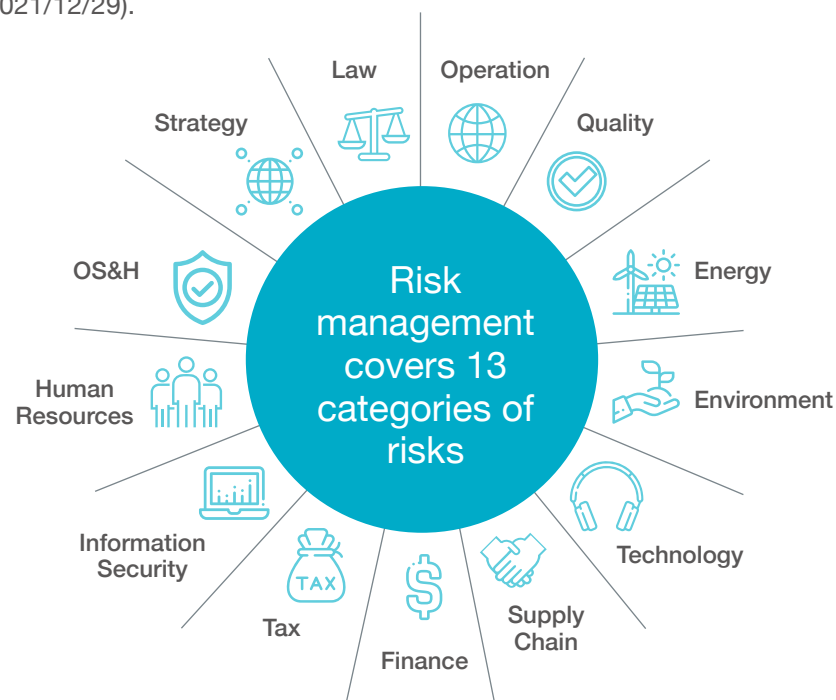 021/12/29).
Law
Operation
Strategy
Quality
OS&H
Energy
Risk
management
covers 13
categories of
risks
Human
Resources
Environment
Information
Security
Technology
TAX
Tax
Supply
Chain
Finance